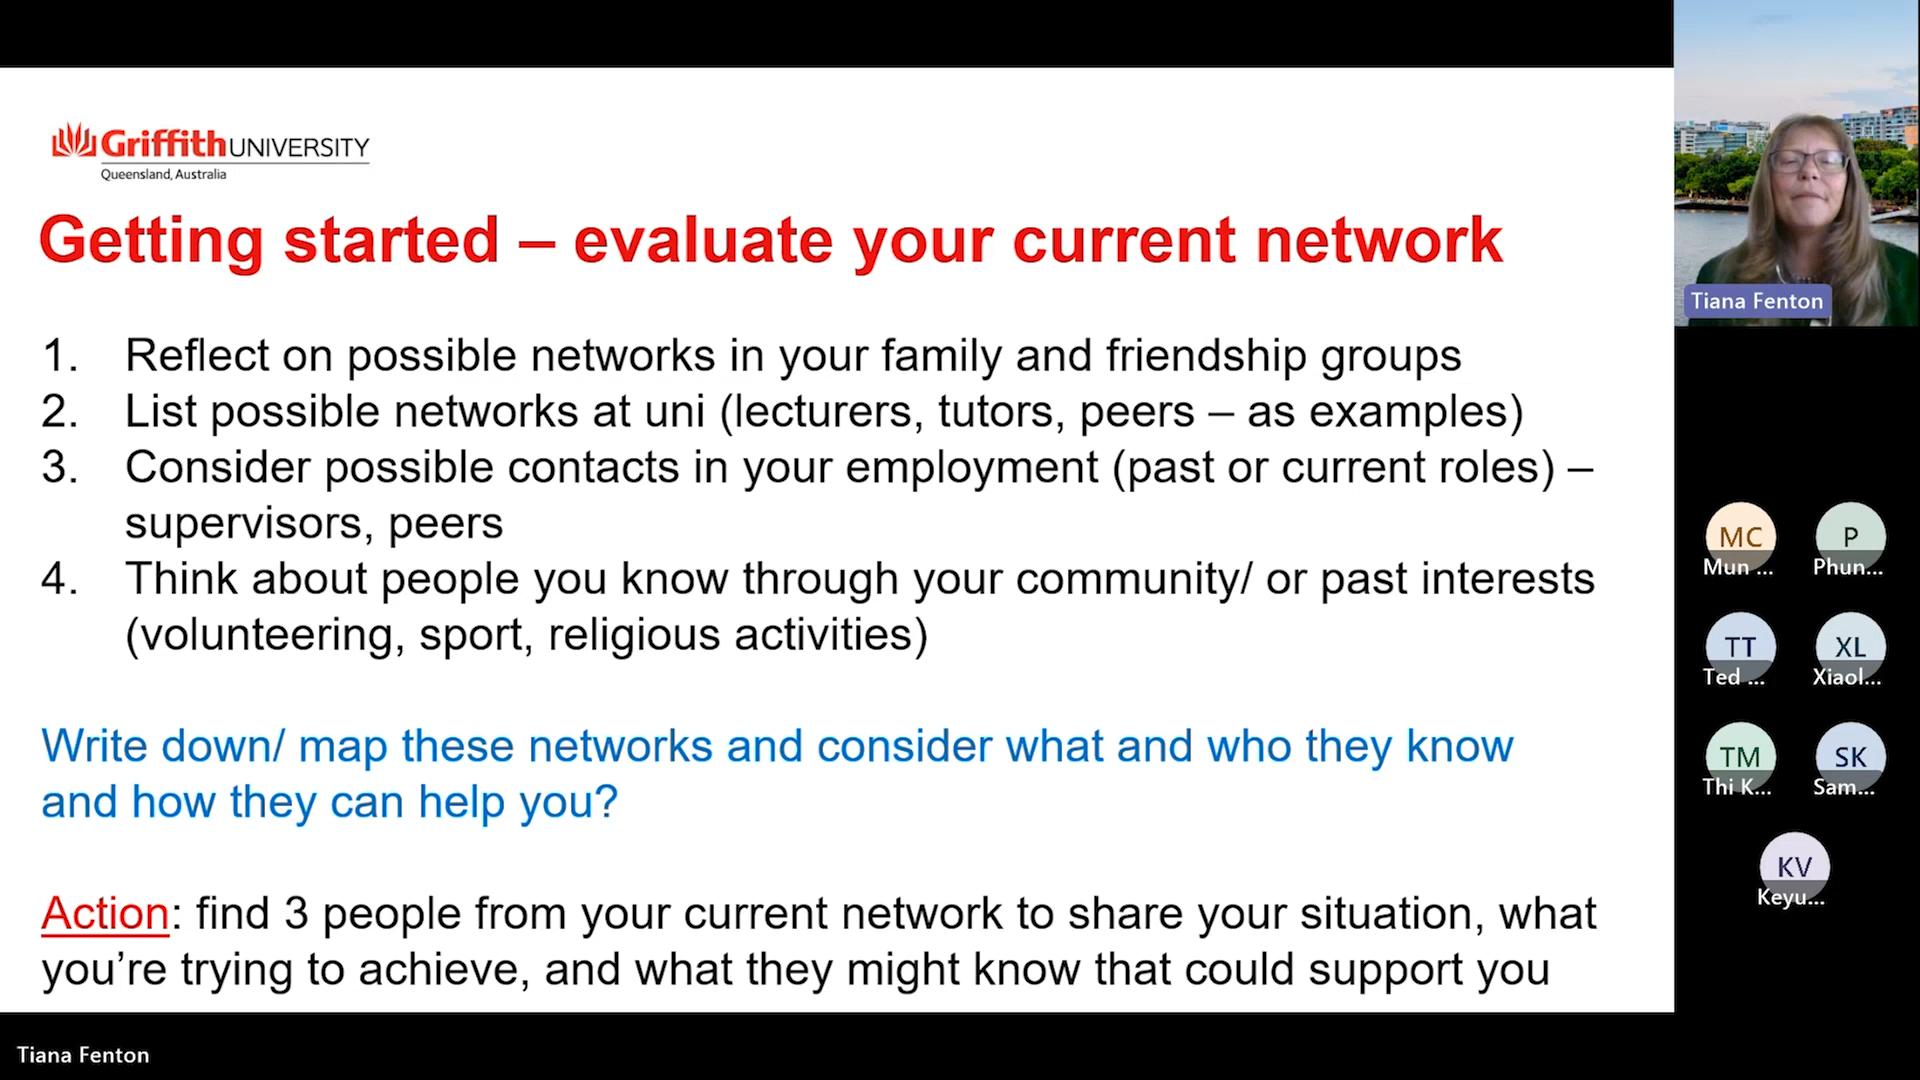 Griffith UNIVERSITY
Queensland, Australia
Getting started – evaluate your current network
1. Reflect on possible networks in your family and friendship groups
2. List possible networks at uni (lecturers, tutors, peers – as examples)
3. Consider possible contacts in your employment (past or current roles) –
supervisors, peers
4. Think about people you know through your community/ or past interests
(volunteering, sport, religious activities)
Write down/ map these networks and consider what and who they know
and how they can help you?
Action: find 3 people from your current network to share your situation, what
you're trying to achieve, and what they might know that could support you
Tiana Fenton
Tiana Fenton
MC
Mun ...
P
Phun...
TT
Ted ...
XL
Xiaol...
TM
Thi K...
SK
Sam...
KV
Keyu...